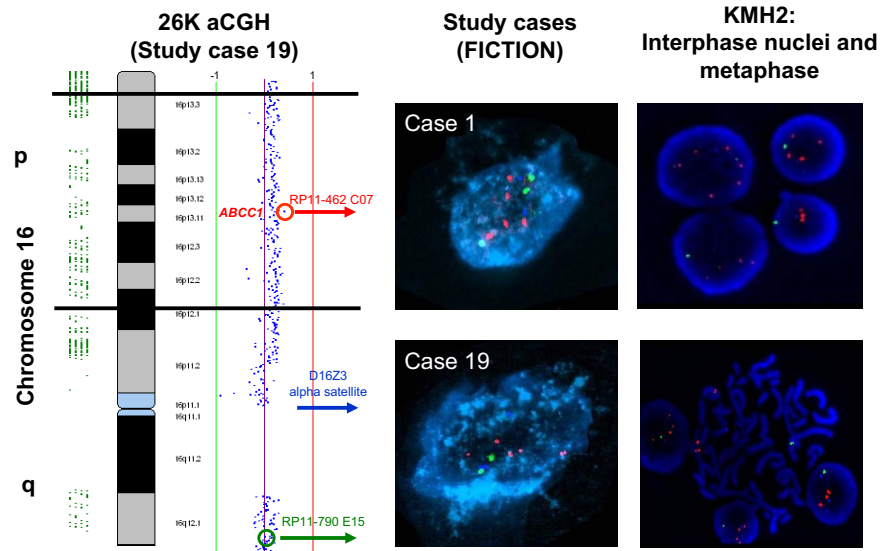 26K aCGH
(Study case 19)
Study cases
(FICTION)
KMH2:
Interphase nuclei and
metaphase
-1
1
Chromosome 16
p
q
16p13.3
16p13.2
16p13.13
16p13.12
16p13.11
16p12.3
16p12.2
16p12.1
16p11.2
16p11.1
16q11.1
16q11.2
16q12.1
ABCC1
RP11-462 C07
D16Z3
alpha satellite
RP11-790 E15
Case 1
Case 19